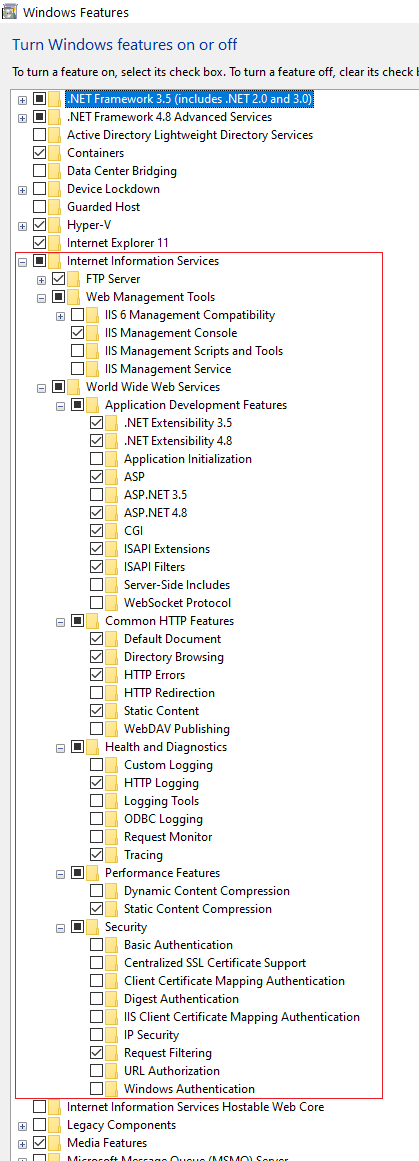 Windows Features
Turn Windows features on or off
To turn a feature on, select its check box. To turn a feature off, clear its check
.NET Framework 3.5 (includes .NET 2.0 and 3.0)
.NET Framework 4.8 Advanced Services
Active Directory Lightweight Directory Services
Containers
Data Center Bridging
Device Lockdown
Guarded Host
Hyper-V
Internet Explorer 11
Internet Information Services
FTP Server
Web Management Tools
IIS 6 Management Compatibility
IIS Management Console
IIS Management Scripts and Tools
IIS Management Service
World Wide Web Services
Application Development Features
.NET Extensibility 3.5
.NET Extensibility 4.8
Application Initialization
ASP
ASP.NET 3.5
ASP.NET 4.8
CGI
ISAPI Extensions
ISAPI Filters
Server-Side Includes
WebSocket Protocol
Common HTTP Features
Default Document
Directory Browsing
HTTP Errors
HTTP Redirection
Static Content
WebDAV Publishing
Health and Diagnostics
Custom Logging
HTTP Logging
Logging Tools
ODBC Logging
Request Monitor
Tracing
Performance Features
Dynamic Content Compression
Static Content Compression
Security
Basic Authentication
Centralized SSL Certificate Support
Client Certificate Mapping Authentication
Digest Authentication
IIS Client Certificate Mapping Authentication
IP Security
Request Filtering
URL Authorization
Windows Authentication
Internet Information Services Hostable Web Core
Legacy Components
Media Features
Microsoft Message Queue (MSMQ) Server